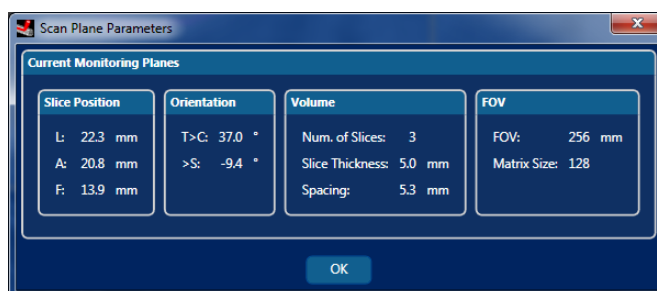 Scan Plane Parameters
x
Current Monitoring Planes
Slice Position
L: 22.3 mm
A: 20.8 mm
F: 13.9 mm
Orientation
T>C: 37.0 °
>S: -9.4 °
Volume
Num. of Slices: 3
Slice Thickness: 5.0 mm
Spacing: 5.3 mm
FOV
FOV: 256 mm
Matrix Size: 128
OK